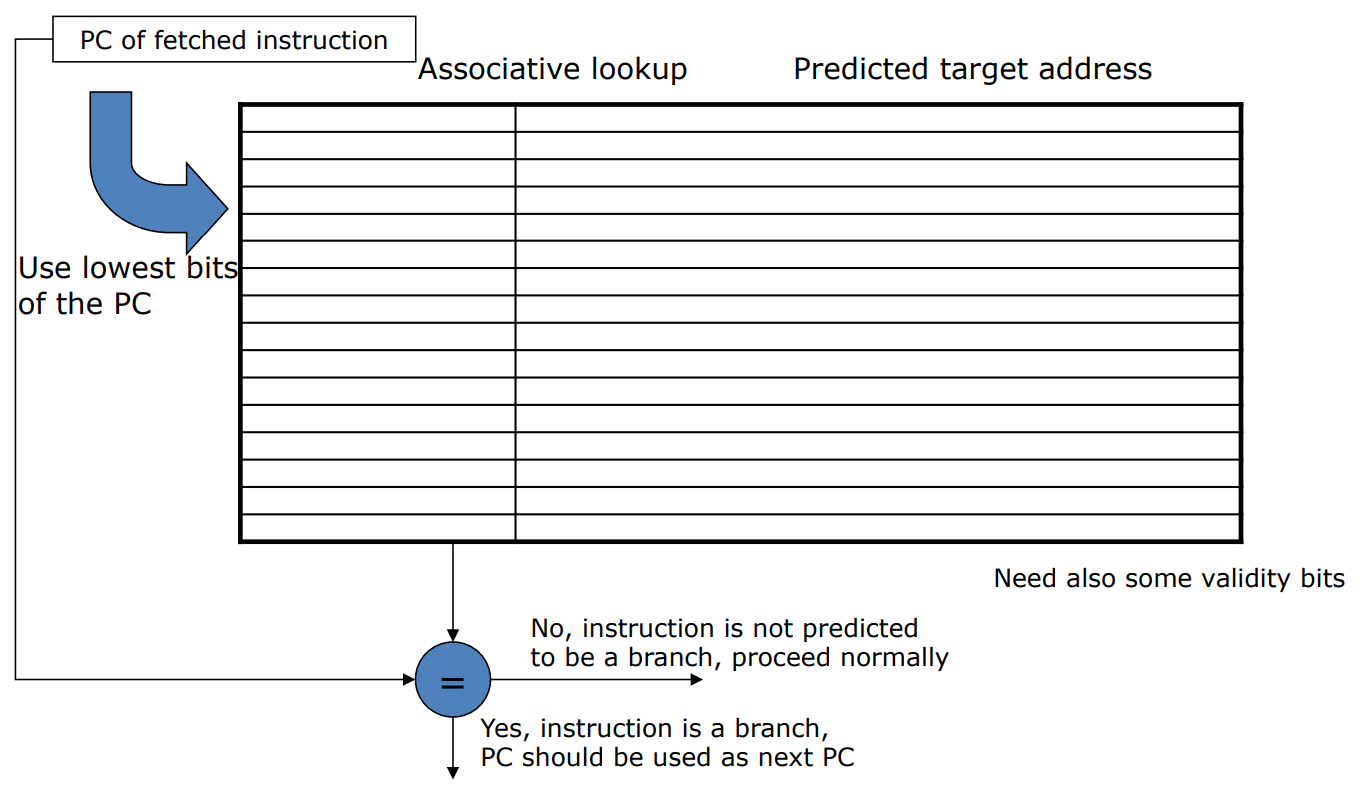 PC of fetched instruction
Associative lookup
Predicted target address
Use lowest bits
of the PC
Need also some validity bits
No, instruction is not predicted
to be a branch, proceed normally
=
Yes, instruction is a branch,
PC should be used as next PC